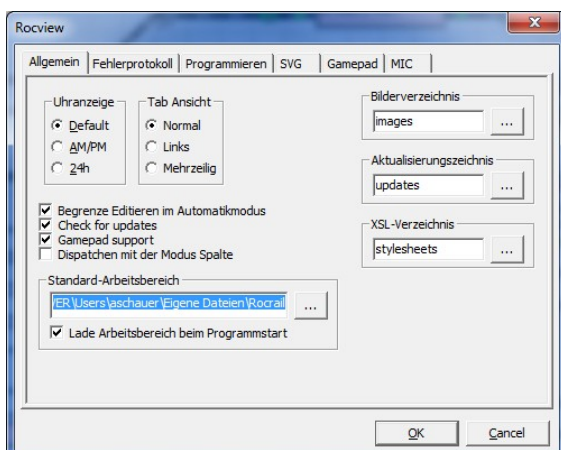 Rocview
Allgemein Fehlerprotokoll Programmieren SVG Gamepad MIC
Uhranzeige
Default
AM/PM
24h
Tab Ansicht
Normal
Links
Mehrzeilig
Bilderverzeichnis
images
...
Aktualisierungszeichnis
updates
...
XSL-Verzeichnis
stylesheets
...
Begrenze Editieren im Automatikmodus
Check for updates
Gamepad support
Dispatchen mit der Modus Spalte
Standard-Arbeitsbereich
ER\Users\aschauer\Eigene Dateien\Rocrail
...
Lade Arbeitsbereich beim Programmstart
OK Cancel